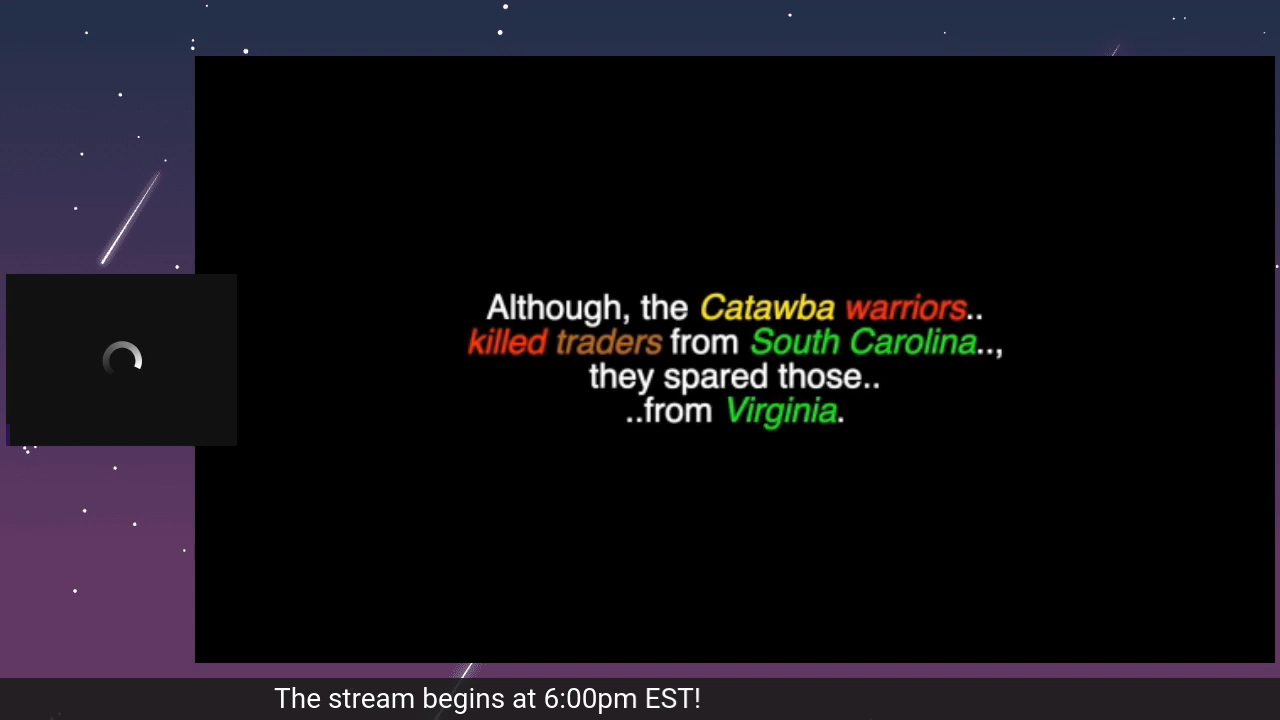 Although, the Catawba warriors..
killed traders from South Carolina..,
they spared those..
..from Virginia.
The stream begins at 6:00pm EST!